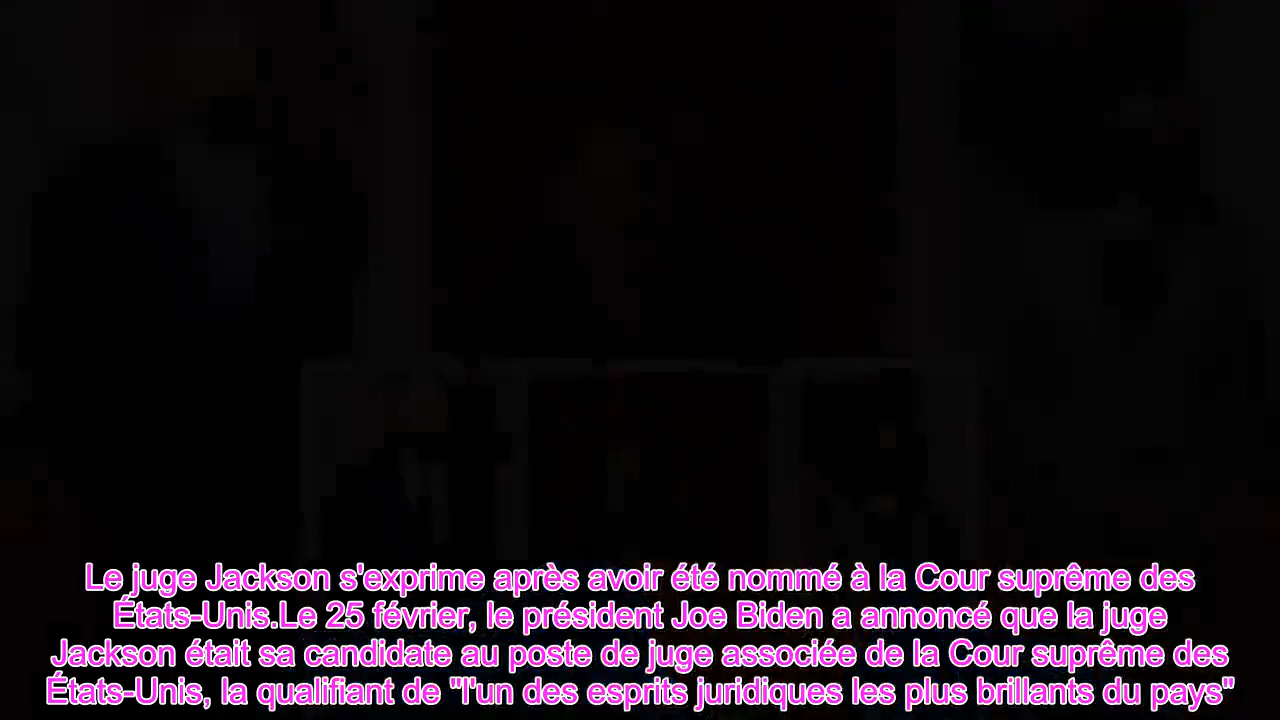 Le juge Jackson s'exprime après avoir été nommé à la Cour suprême des
États-Unis.Le 25 février, le président Joe Biden a annoncé que la juge
Jackson était sa candidate au poste de juge associée de la Cour suprême des
États-Unis, la qualifiant de "l'un des esprits juridiques les plus brillants du pays"